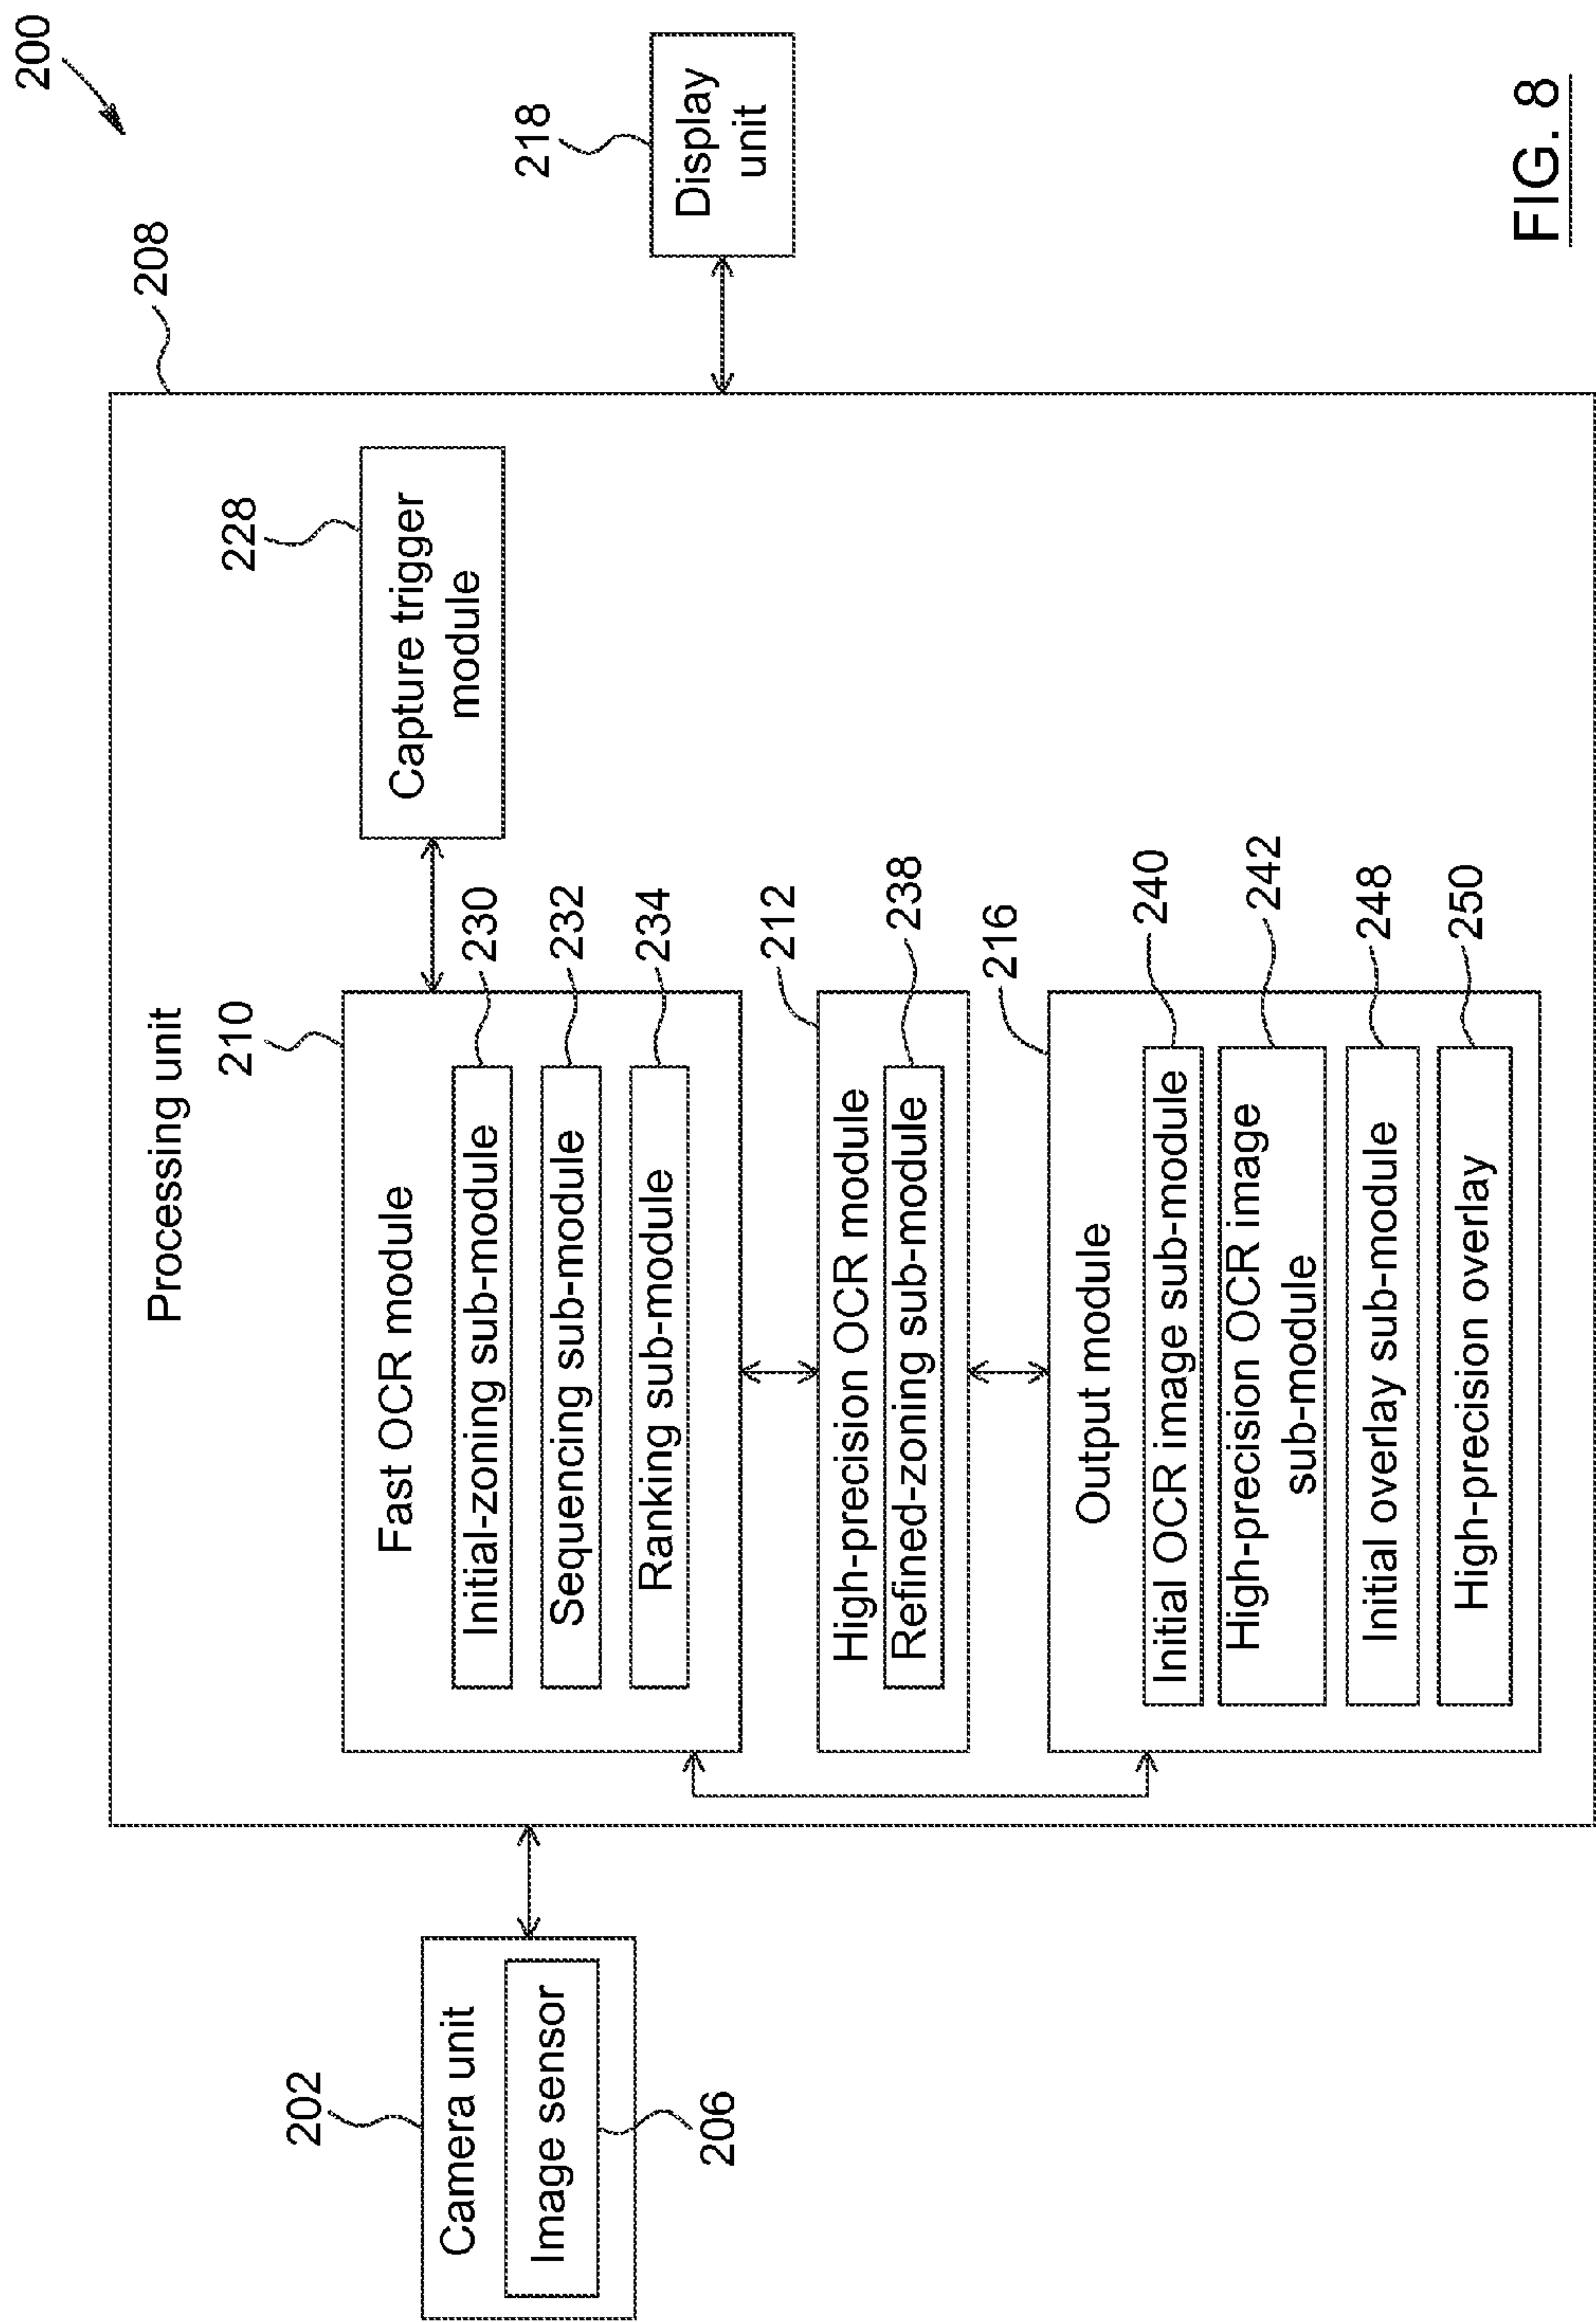 200
208
Processing unit
218
Display
unit
228
Capture trigger
module
210
Fast OCR module
Initial-zoning sub-module
230
Sequencing sub-module
232
Ranking sub-module
234
202
Camera unit
Image sensor
206
212
High-precision OCR module
Refined-zoning sub-module
238
216
Output module
Initial OCR image sub-module
240
High-precision OCR image
sub-module
242
Initial overlay sub-module
248
High-precision overlay
250
FIG. 8